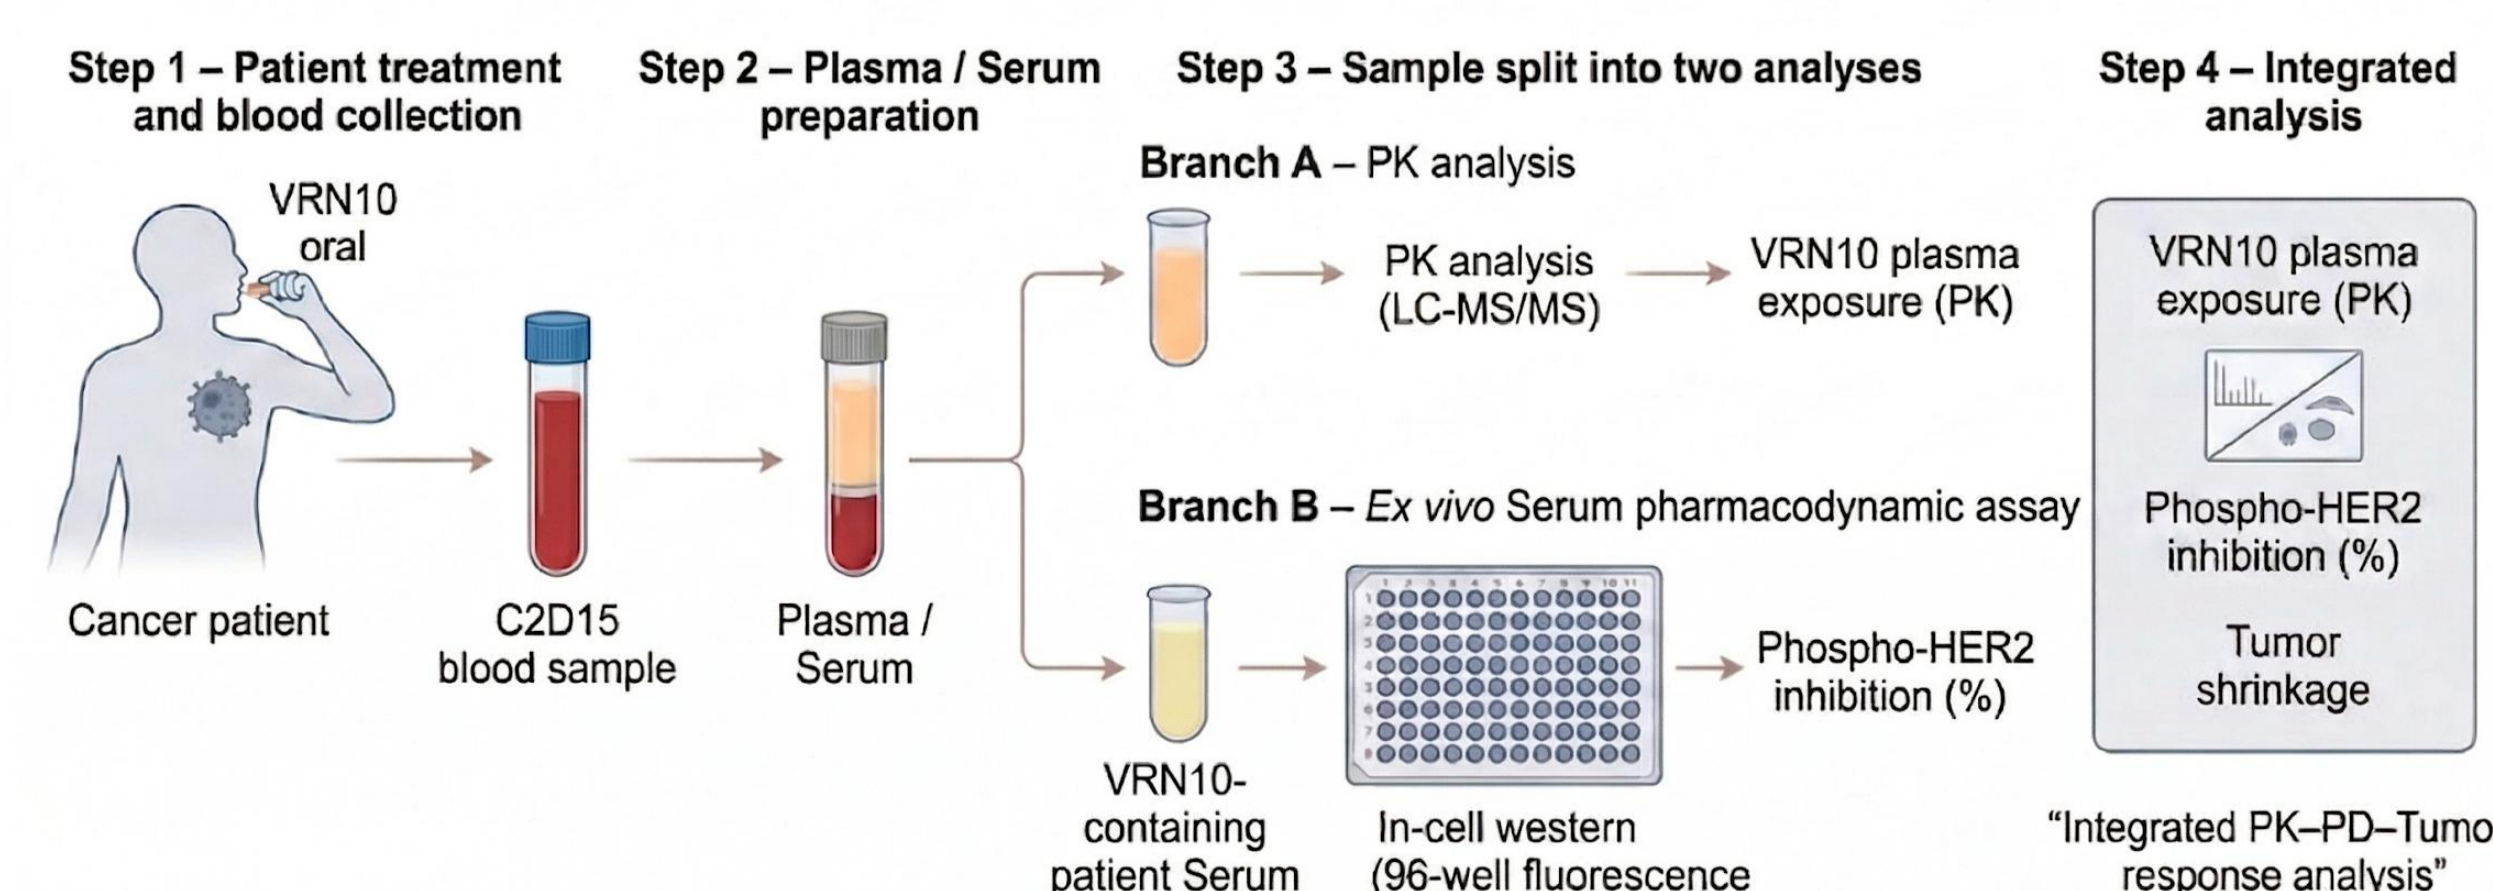 Step 1 – Patient treatment
and blood collection
VRN10
oral
Cancer patient
C2D15
blood sample
Step 2 – Plasma / Serum
preparation
Plasma /
Serum
Step 3 – Sample split into two analyses
Branch A – PK analysis
PK analysis
(LC-MS/MS)
VRN10 plasma
exposure (PK)
Branch B – Ex vivo Serum pharmacodynamic assay
VRN10-
containing
patient Serum
In-cell western
(96-well fluorescence
Phospho-HER2
inhibition (%)
Step 4 – Integrated
analysis
VRN10 plasma
exposure (PK)
Phospho-HER2
inhibition (%)
Tumor
shrinkage
“Integrated PK–PD–Tumo
response analysis”